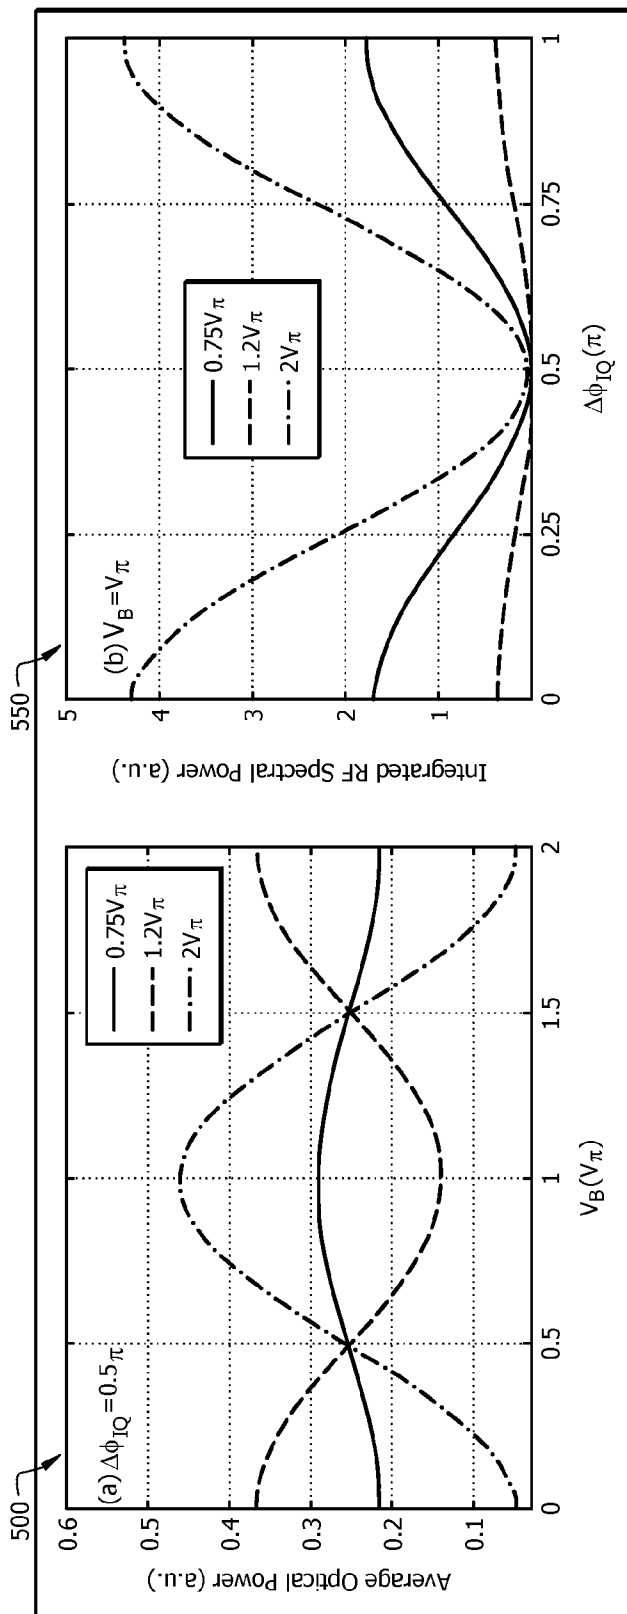 500
(a) Δϕ_IQ=0.5π
0.75Vπ
1.2Vπ
2Vπ
Average Optical Power (a.u.)
0.6
0.5
0.4
0.3
0.2
0.1
0
0.5
1
1.5
2
V_B(Vπ)
550
(b) V_B=Vπ
0.75Vπ
1.2Vπ
2Vπ
Integrated RF Spectral Power (a.u.)
5
4
3
2
1
0
0.25
0.5
0.75
1
Δϕ_IQ(π)